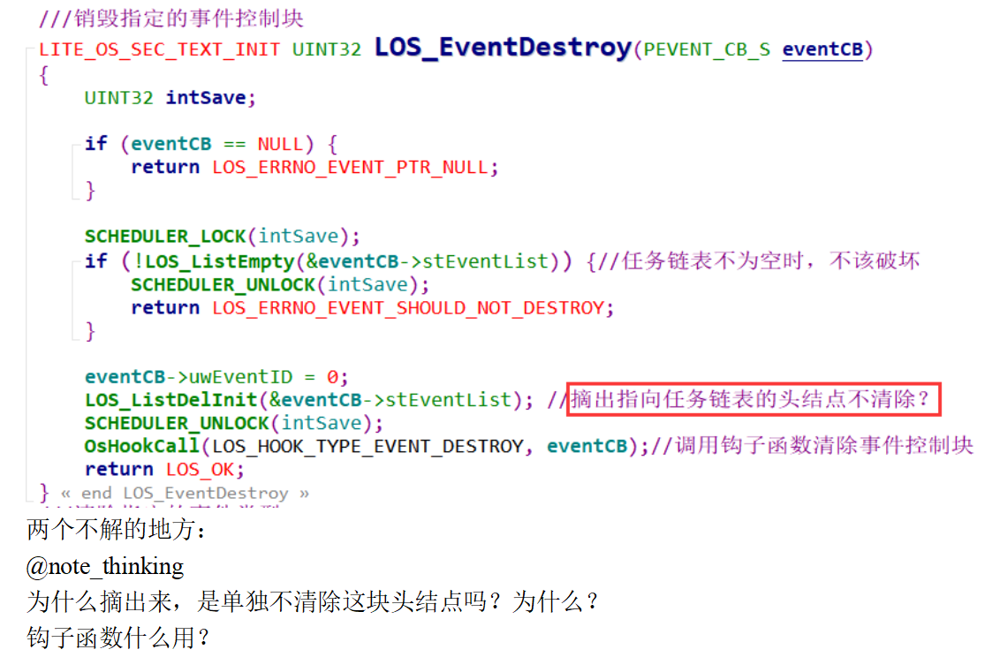 ///销毁指定的事件控制块
LITE_OS_SEC_TEXT_INIT UINT32 LOS_EventDestroy(PEVENT_CB_S eventCB)
{
UINT32 intSave;
if (eventCB == NULL) {
return LOS_ERRNO_EVENT_PTR_NULL;
}
SCHEDULER_LOCK(intSave);
if (!LOS_ListEmpty(&eventCB->stEventList)) {//任务链表不为空时，不该破坏
SCHEDULER_UNLOCK(intSave);
return LOS_ERRNO_EVENT_SHOULD_NOT_DESTROY;
}
eventCB->uwEventID = 0;
LOS_ListDelInit(&eventCB->stEventList); //摘出指向任务链表的头结点不清除？
SCHEDULER_UNLOCK(intSave);
OsHookCall(LOS_HOOK_TYPE_EVENT_DESTROY, eventCB);//调用钩子函数清除事件控制块
return LOS_OK;
} « end LOS_EventDestroy »
两个不解的地方：
@note_thinking
为什么摘出来，是单独不清除这块头结点吗？为什么？
钩子函数什么用？